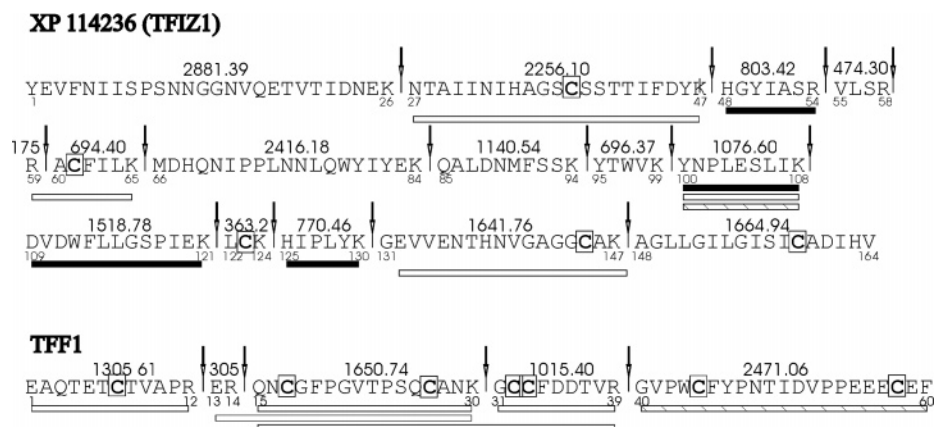 XP 114236 (TFIZ1)
2881.39 2256.10 803.42 474.30
YEVFNIISPSNNGGNVQETVTIDNEK NTAIINIHAGSCSSTTIFDYK HGYIASR VLSR
1 26 27 47 48 54 55 58
175 694.40 2416.18 1140.54 696.37 1076.60
R ACFILK MDHQNIPPLNNLQWYIYEK QALDNMFSSK YTWVK YNPLESLIK
59 60 65 66 84 85 94 95 99 100 108
1518.78 363.2 770.46 1641.76 1664.94
DVDWFLLGSPIEK ILCK HIPLYK GEVVENTHNVGAGGCAK AGLLGILGISICADIHV
109 121 122 124 125 130 131 147 148 164
TFF1
1305 61 305 1650.74 1015.40 2471.06
EAQTETCTVAPR ER QNCGFPGVTPSQCANK GCCFDDTVR GVPWCFYPNTIDVPPEEECEF
1 12 13 14 15 30 31 39 40 60